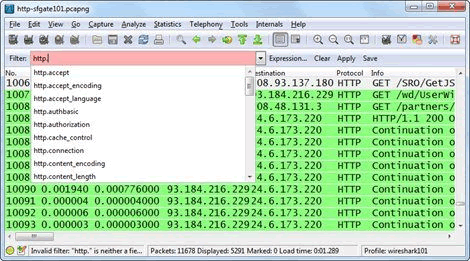 http-sfgate101.pcapng
File Edit View Go Capture Analyze Statistics Telephony Tools Internals Help
Filter: http. Expression... Clear Apply Save
No. estination Protocol Info
http.accept
http.accept_encoding
http.accept_language
http.authbasic
http.authorization
http.cache_control
http.connection
http.content_encoding
http.content_length
1006 08.93.137.180 HTTP GET /SRO/GetJS
1007 93.184.216.229 HTTP GET /wd/UserWi
1008 08.48.131.3 HTTP GET /partners/
1008 24.6.173.220 HTTP HTTP/1.1 200 O
1008 24.6.173.220 HTTP Continuation o
1008 24.6.173.220 HTTP Continuation o
1008 24.6.173.220 HTTP Continuation o
1008 24.6.173.220 HTTP Continuation o
10090 0.001940 0.000776000 93.184.216.229 24.6.173.220 HTTP Continuation o
10091 0.000004 0.000004000 93.184.216.229 24.6.173.220 HTTP Continuation o
10092 0.000006 0.000006000 93.184.216.229 24.6.173.220 HTTP Continuation o
10093 0.000003 0.000003000 93.184.216.229 24.6.173.220 HTTP Continuation o
Invalid filter: "http." is neither a fie... Packets: 11678 Displayed: 5291 Marked: 0 Load time: 0:01.289 Profile: wireshark101